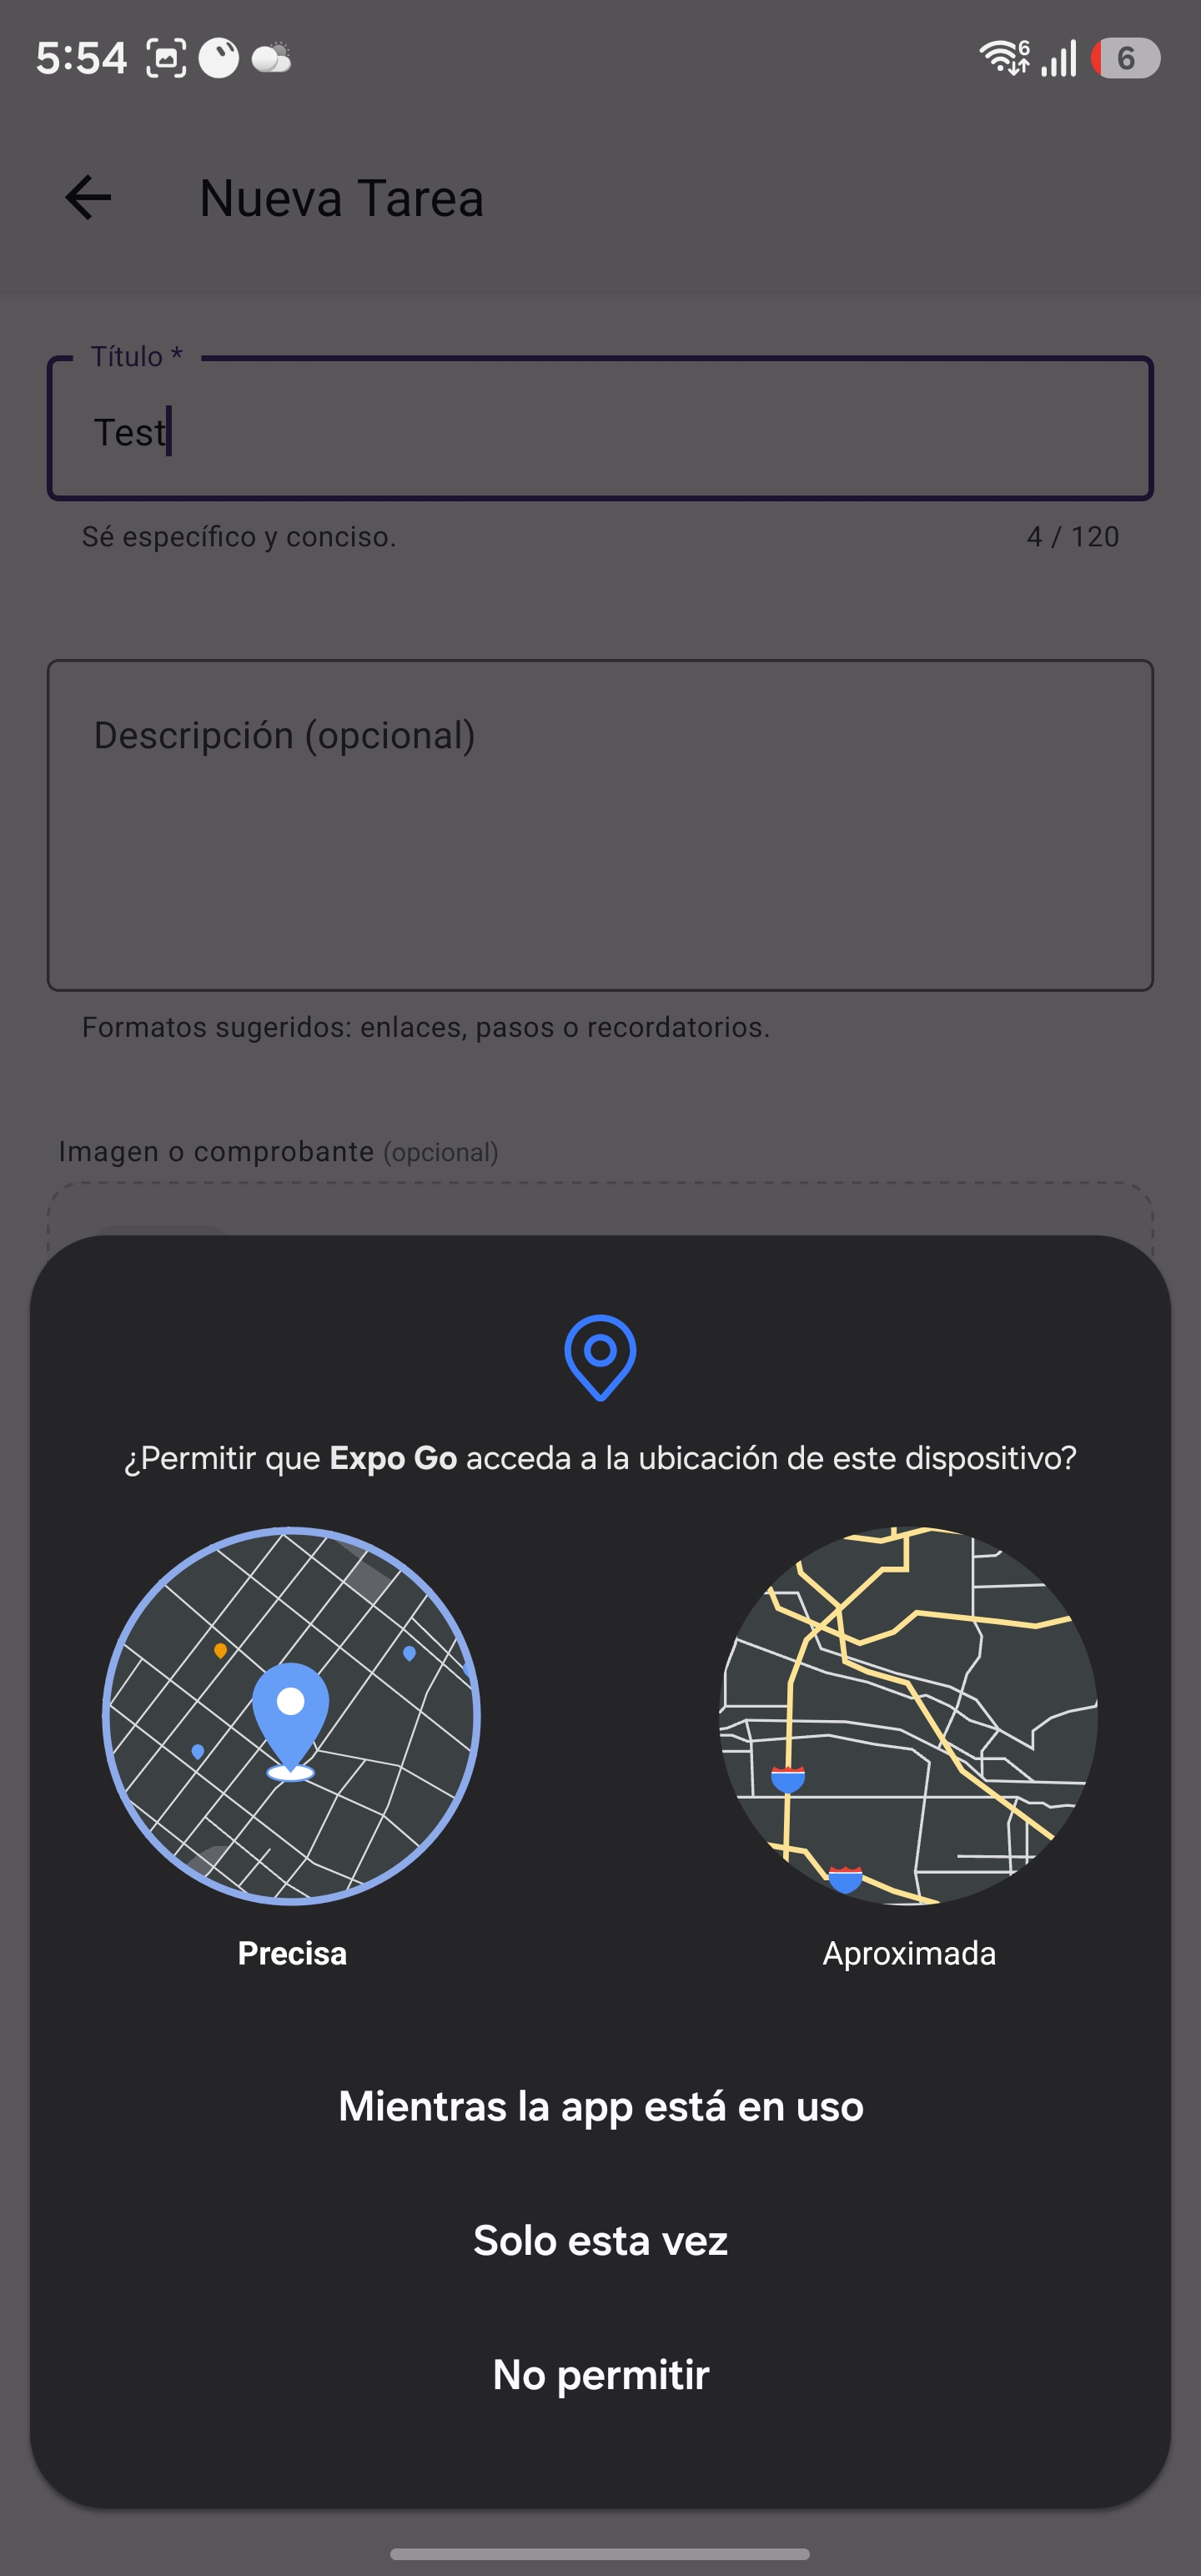 5:54
6
6
Nueva Tarea
Título *
Test
Sé específico y conciso.
4 / 120
Descripción (opcional)
Formatos sugeridos: enlaces, pasos o recordatorios.
Imagen o comprobante (opcional)
¿Permitir que Expo Go acceda a la ubicación de este dispositivo?
Precisa
Aproximada
Mientras la app está en uso
Solo esta vez
No permitir